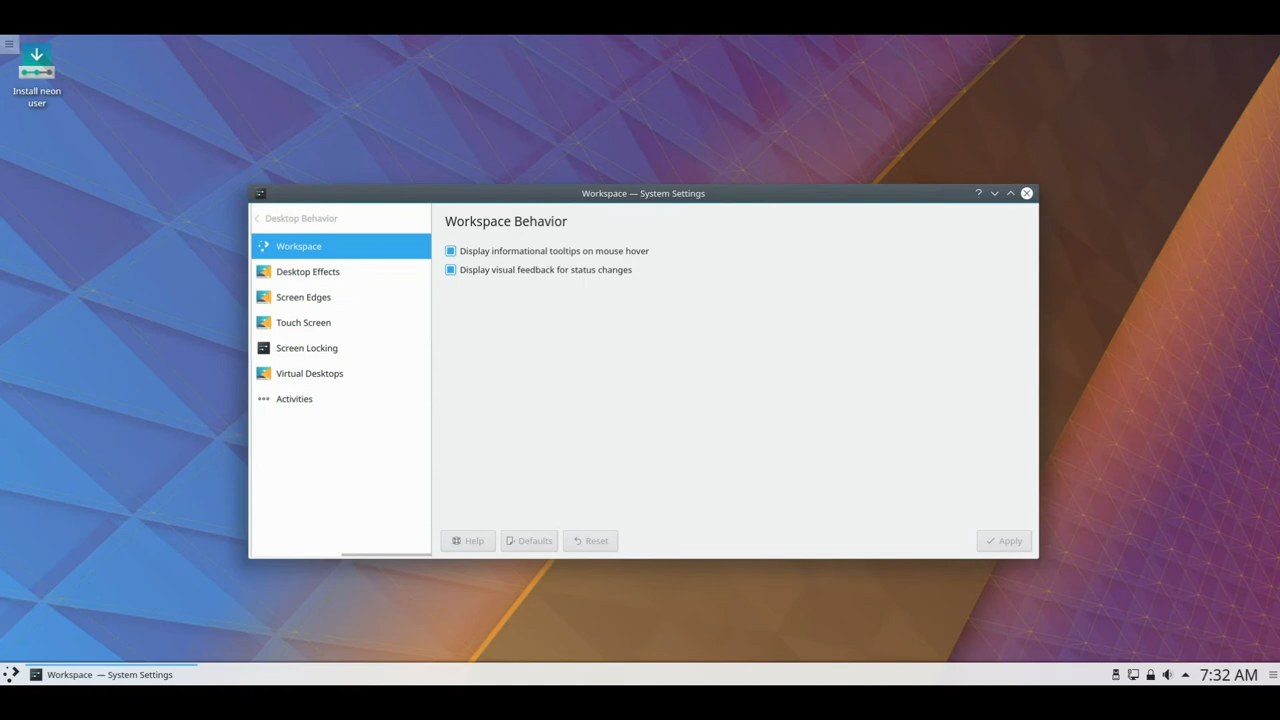 Install neon
user
Workspace — System Settings
Desktop Behavior
Workspace
Desktop Effects
Screen Edges
Touch Screen
Screen Locking
Virtual Desktops
Activities
Workspace Behavior
Display informational tooltips on mouse hover
Display visual feedback for status changes
Help
Defaults
Reset
Apply
Workspace — System Settings
7:32 AM